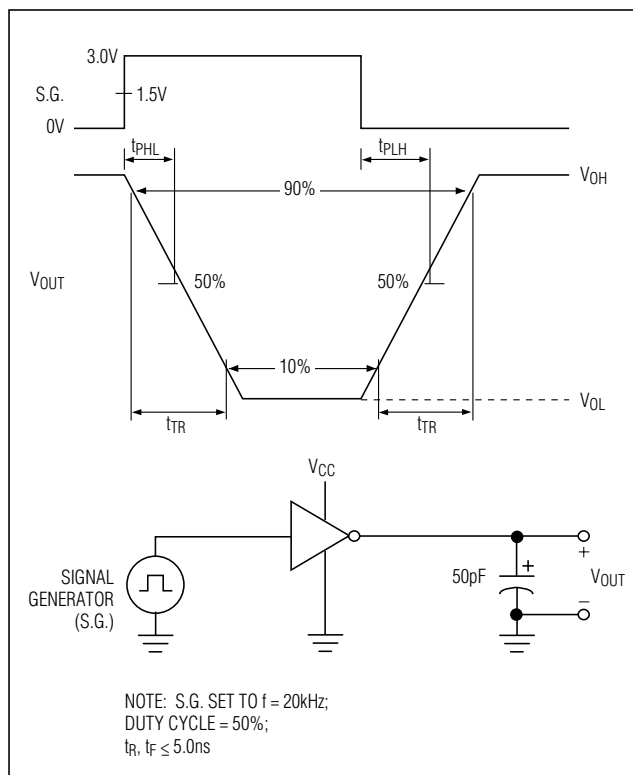 3.0V
S.G.
1.5V
0V
tPHL
tPLH
90%
VOH
VOUT
50%
50%
10%
VOL
tTR
tTR
VCC
SIGNAL
GENERATOR
(S.G.)
50pF
+
+
VOUT
−
NOTE: S.G. SET TO f = 20kHz;
DUTY CYCLE = 50%;
tR, tF ≤ 5.0ns